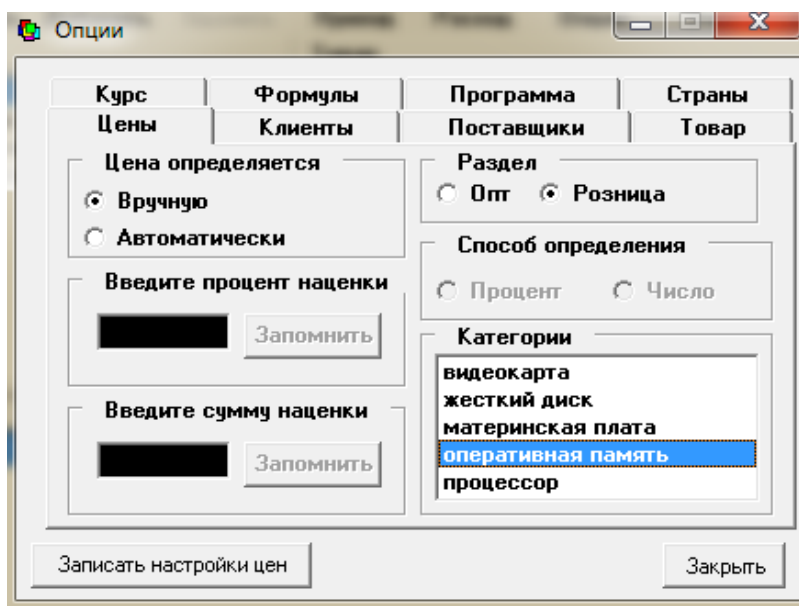 Опции
Курс Формулы Программа Страны
Цены Клиенты Поставщики Товар
Цена определяется
Вручную
Автоматически
Раздел
Опт Розница
Способ определения
Процент Число
Введите процент наценки
Запомнить
Введите сумму наценки
Запомнить
Категории
видеокарта
жесткий диск
материнская плата
оперативная память
процессор
Записать настройки цен Закрыть